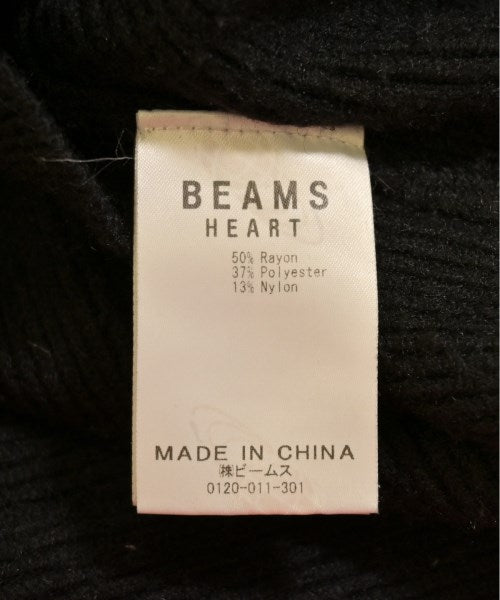 BEAMS
HEART
50% Rayon
37% Polyester
13% Nylon
MADE IN CHINA
㈱ビームス
0120-011-301